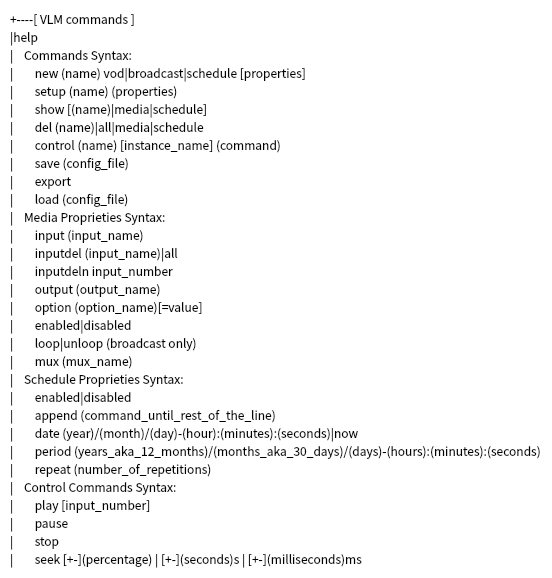 +----[ VLM commands ]
|help
|    Commands Syntax:
|        new (name) vod|broadcast|schedule [properties]
|        setup (name) (properties)
|        show [(name)|media|schedule]
|        del (name)|all|media|schedule
|        control (name) [instance_name] (command)
|        save (config_file)
|        export
|        load (config_file)
|    Media Proprieties Syntax:
|        input (input_name)
|        inputdel (input_name)|all
|        inputdeln input_number
|        output (output_name)
|        option (option_name)[=value]
|        enabled|disabled
|        loop|unloop (broadcast only)
|        mux (mux_name)
|    Schedule Proprieties Syntax:
|        enabled|disabled
|        append (command_until_rest_of_the_line)
|        date (year)/(month)/(day)-(hour):(minutes):(seconds)|now
|        period (years_aka_12_months)/(months_aka_30_days)/(days)-(hours):(minutes):(seconds)
|        repeat (number_of_repetitions)
|    Control Commands Syntax:
|        play [input_number]
|        pause
|        stop
|        seek [+-](percentage) | [+-](seconds)s | [+-](milliseconds)ms